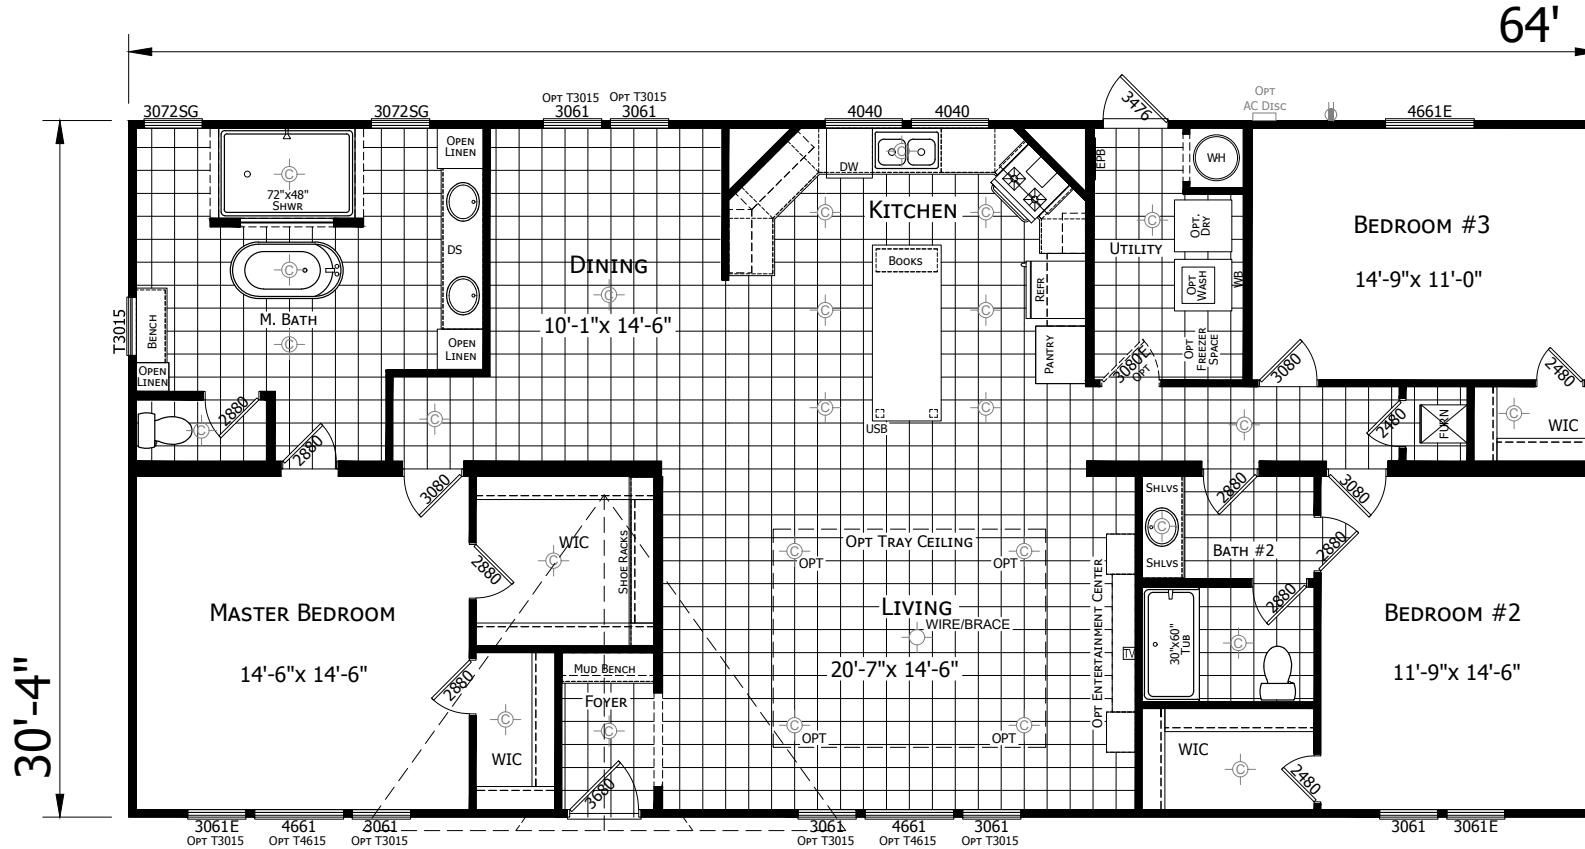 64'
30'-4"
3072SG
3072SG
OPT T3015
3061
OPT T3015
3061
4040
4040
3476
OPT
AC DISC
4661E
OPEN
LINEN
72"x48"
SHWR
DS
M. BATH
T3015
BENCH
OPEN
LINEN
OPEN
LINEN
2880
2880
DINING
10'-1"x 14'-6"
DW
KITCHEN
BOOKS
USB
REFR
PANTRY
EPB
WH
UTILITY
OPT.
DRY
OPT
WASH
WB
OPT
FREEZER
SPACE
3080E
OPT
BEDROOM #3
14'-9"x 11'-0"
3080
2480
2480
FURN
WIC
3080
WIC
SHOE RACKS
2880
MASTER BEDROOM
14'-6"x 14'-6"
2880
WIC
MUD BENCH
FOYER
3680
OPT TRAY CEILING
OPT
OPT
LIVING
WIRE/BRACE
20'-7"x 14'-6"
OPT
OPT
OPT ENTERTAINMENT CENTER
TV
SHLVS
SHLVS
BATH #2
2880
3080
2880
2880
30"x60"
TUB
BEDROOM #2
11'-9"x 14'-6"
WIC
2480
3061E
OPT T3015
4661
OPT T4615
3061
OPT T3015
3061
OPT T3015
4661
OPT T4615
3061
OPT T3015
3061
3061E